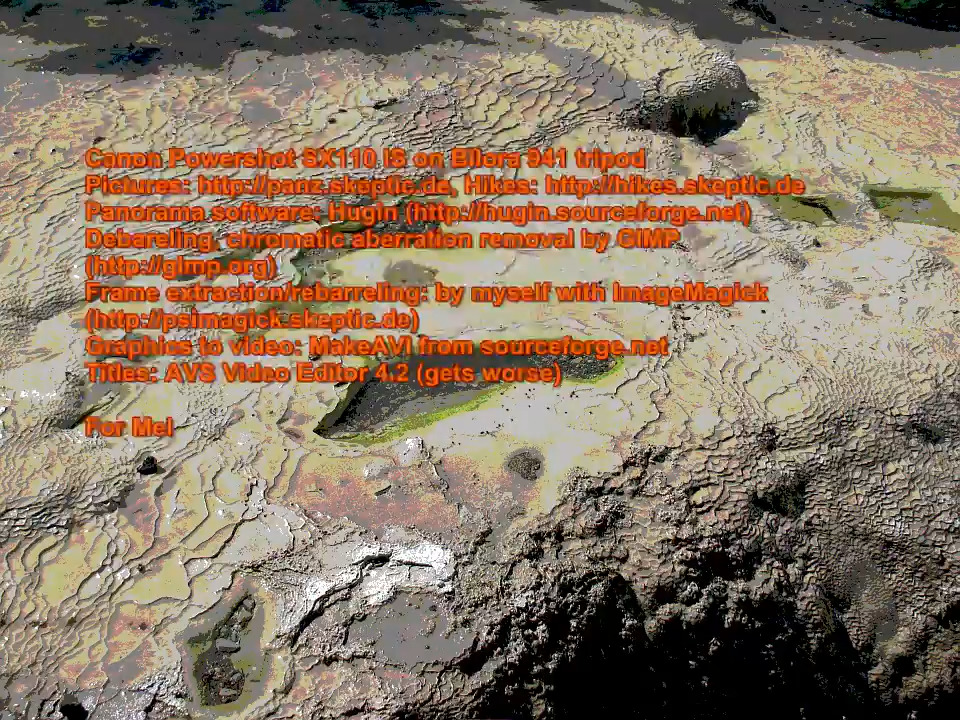 Canon Powershot SX110 IS on Bilora 941 tripod
Pictures: http://panz.skeptic.de, Hikes: http://hikes.skeptic.de
Panorama software: Hugin (http://hugin.sourceforge.net)
Debareling, chromatic aberration removal by GIMP
(http://gimp.org)
Frame extraction/rebarreling: by myself with ImageMagick
(http://psimagick.skeptic.de)
Graphics to video: MakeAVI from sourceforge.net
Titles: AVS Video Editor 4.2 (gets worse)
For Mel